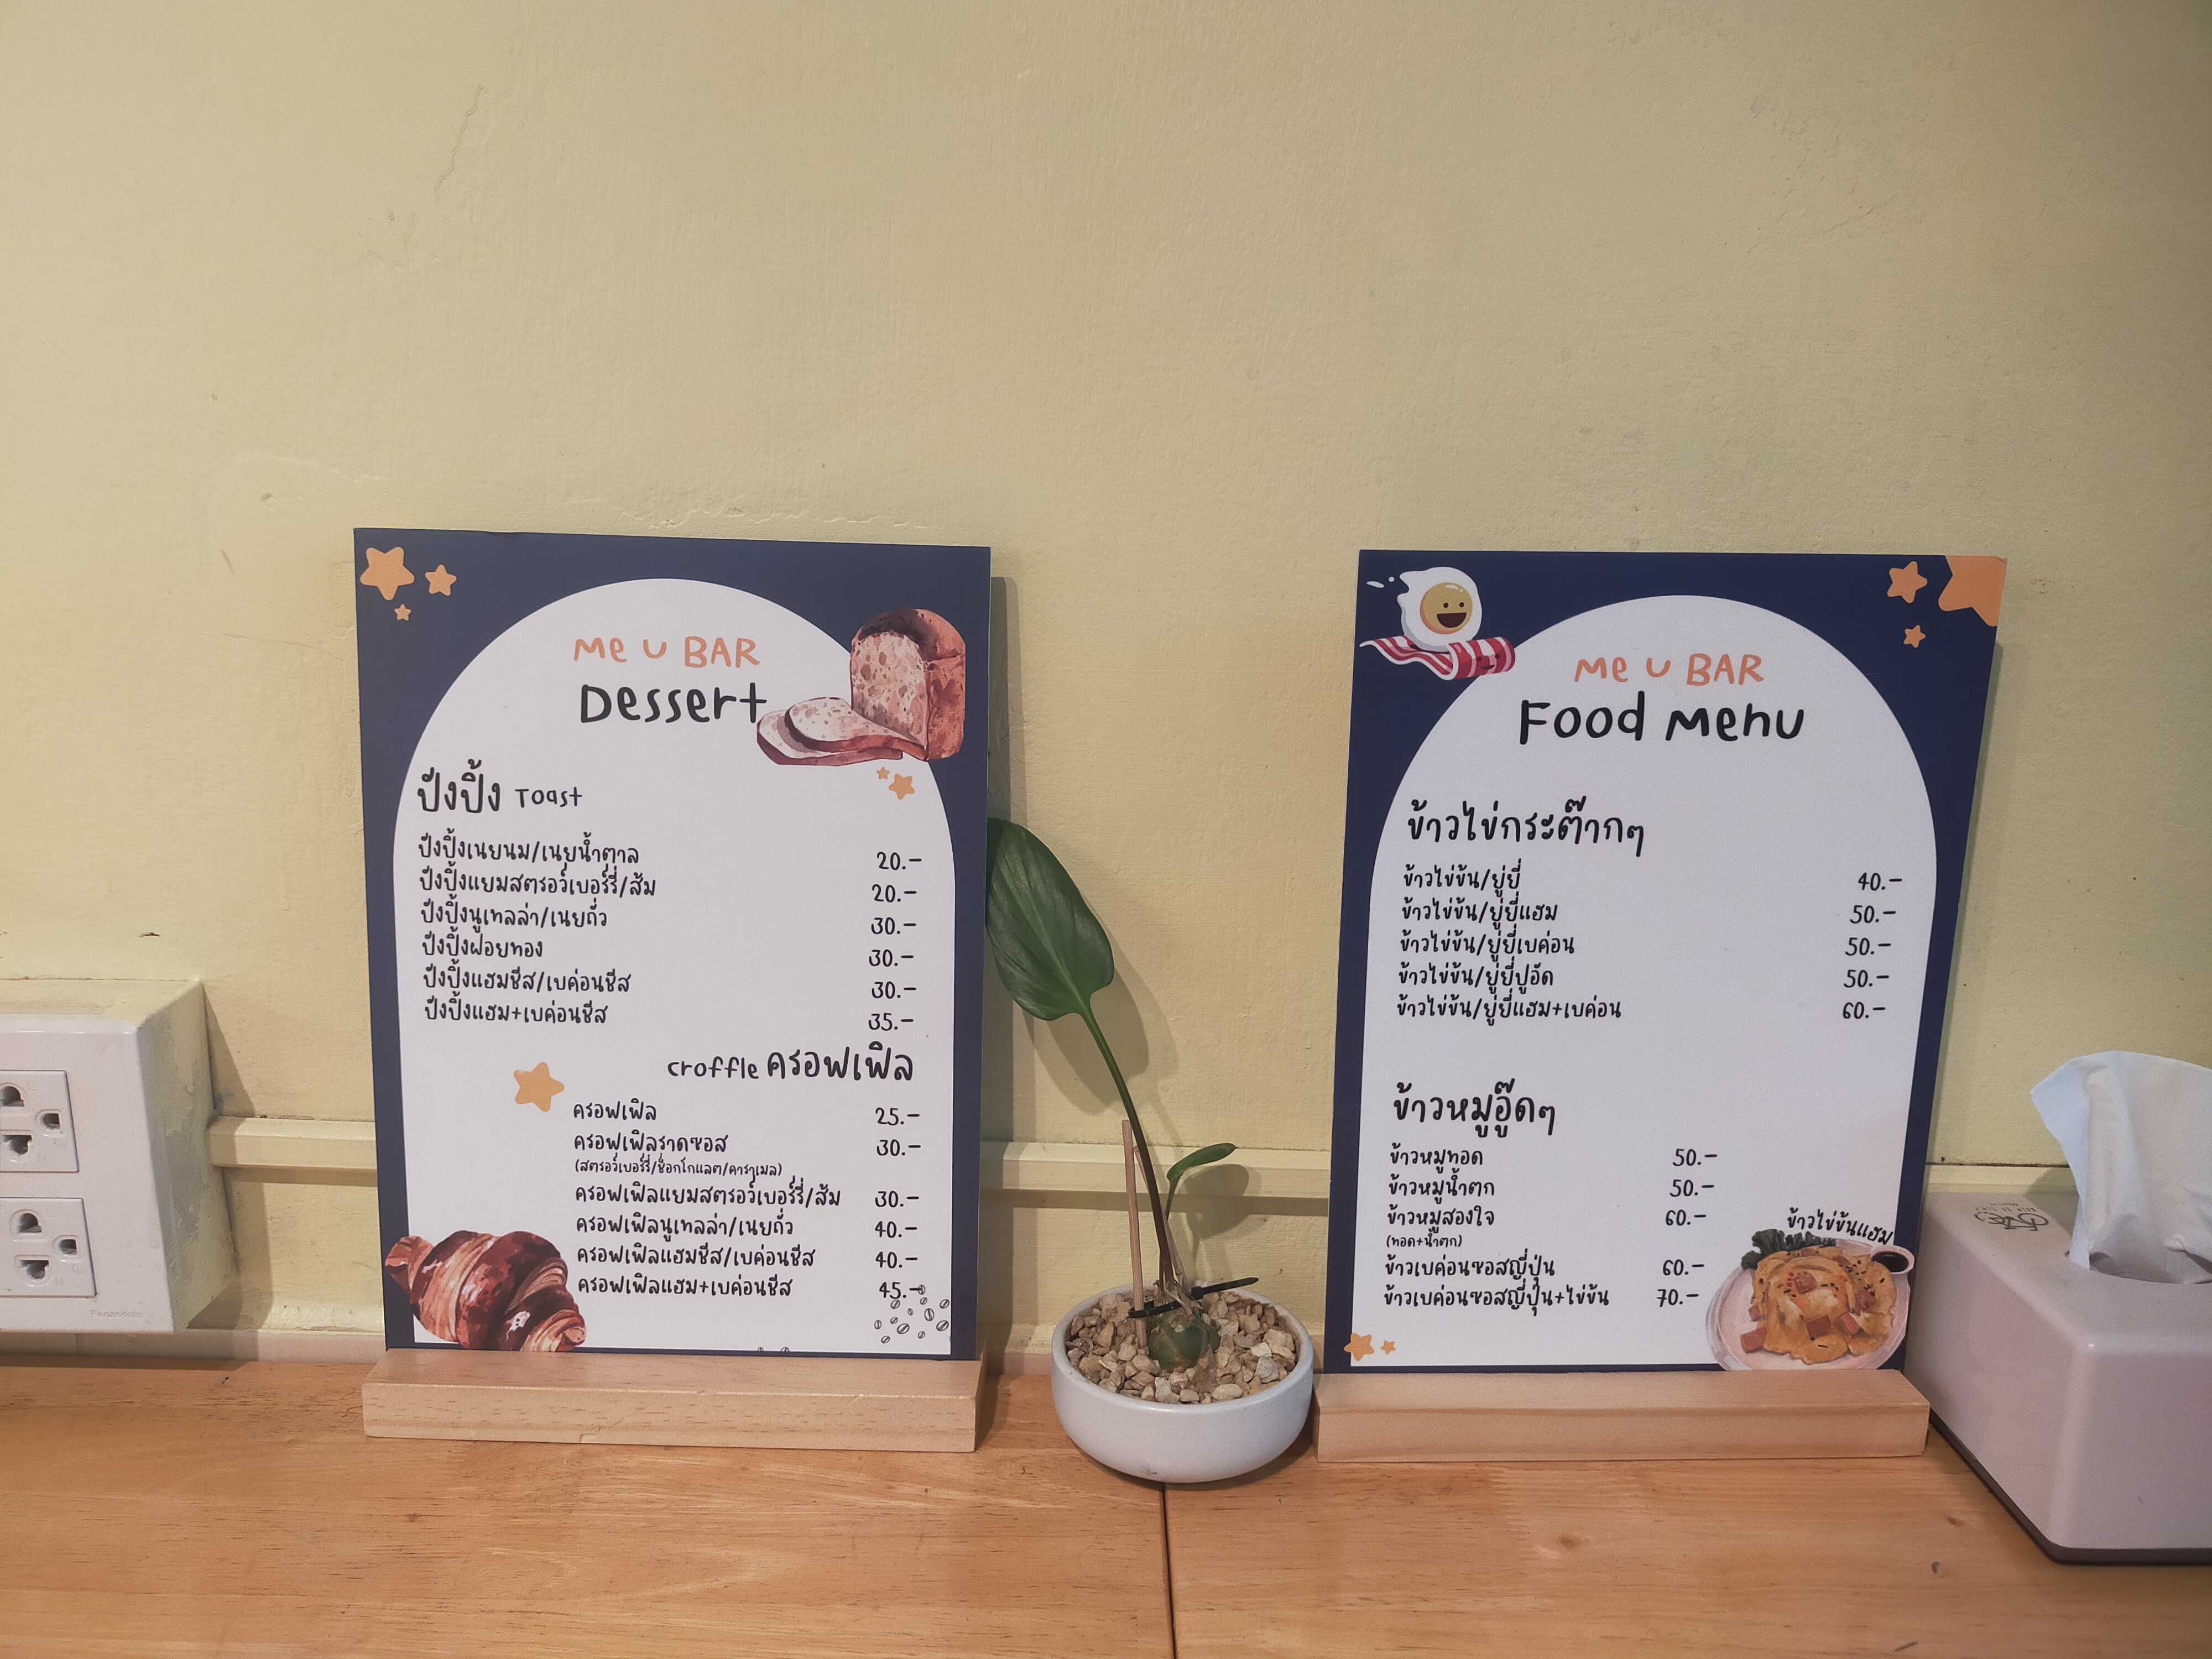 Me U BAR
Dessert
ปังปิ้ง Toast
ปังปิ้งเนยนม/เนยน้ำตาล 20.-
ปังปิ้งแยมสตรอว์เบอร์รี่/ส้ม 20.-
ปังปิ้งนูเทลล่า/เนยถั่ว 30.-
ปังปิ้งฝอยทอง 30.-
ปังปิ้งแฮมชีส/เบค่อนชีส 30.-
ปังปิ้งแฮม+เบค่อนชีส 35.-
croffle ครอฟเฟิล
ครอฟเฟิล 25.-
ครอฟเฟิลราดซอส 30.-
(สตรอว์เบอร์รี่/ช็อกโกแลต/คาราเมล)
ครอฟเฟิลแยมสตรอว์เบอร์รี่/ส้ม 30.-
ครอฟเฟิลนูเทลล่า/เนยถั่ว 40.-
ครอฟเฟิลแฮมชีส/เบค่อนชีส 40.-
ครอฟเฟิลแฮม+เบค่อนชีส 45.-
Me U BAR
Food Menu
ข้าวไข่กระต๊ากๆ
ข้าวไข่ข้น/ยู่ยี่ 40.-
ข้าวไข่ข้น/ยู่ยี่แฮม 50.-
ข้าวไข่ข้น/ยู่ยี่เบค่อน 50.-
ข้าวไข่ข้น/ยู่ยี่ปูอัด 50.-
ข้าวไข่ข้น/ยู่ยี่แฮม+เบค่อน 60.-
ข้าวหมูอู๊ดๆ
ข้าวหมูทอด 50.-
ข้าวหมูน้ำตก 50.-
ข้าวหมูสองใจ 60.-
(ทอด+น้ำตก)
ข้าวเบค่อนซอสญี่ปุ่น 60.-
ข้าวเบค่อนซอสญี่ปุ่น+ไข่ข้น 70.-
ข้าวไข่ข้นแฮม
Panasonic